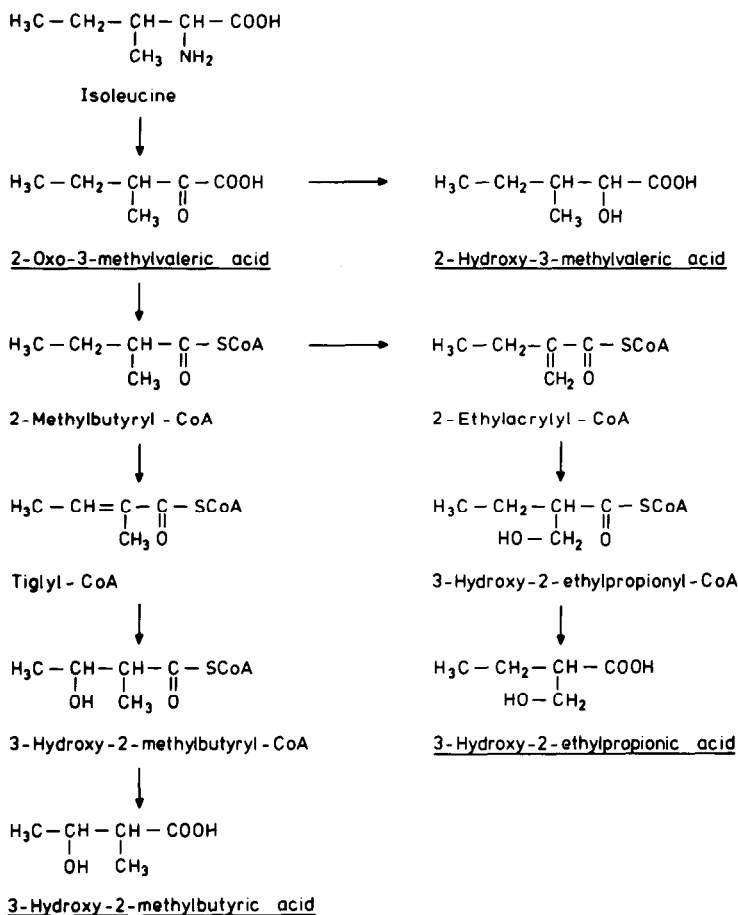 H₃C — CH₂ — CH — CH — COOH
CH₃ NH₂
Isoleucine
H₃C — CH₂ — CH — C — COOH
CH₃ O
2-Oxo-3-methylvaleric acid
H₃C — CH₂ — CH — CH — COOH
CH₃ OH
2-Hydroxy-3-methylvaleric acid
H₃C — CH₂ — CH — C — SCoA
CH₃ O
2-Methylbutyryl - CoA
H₃C — CH₂ — C — C — SCoA
CH₂ O
2-Ethylacrylyl - CoA
H₃C — CH = C — C — SCoA
CH₃ O
Tiglyl - CoA
H₃C — CH₂ — CH — C — SCoA
HO — CH₂ O
3-Hydroxy-2-ethylpropionyl-CoA
H₃C — CH — CH — C — SCoA
OH CH₃ O
3-Hydroxy-2-methylbutyryl-CoA
H₃C — CH₂ — CH — COOH
HO — CH₂
3-Hydroxy-2-ethylpropionic acid
H₃C — CH — CH — COOH
OH CH₃
3-Hydroxy-2-methylbutyric acid